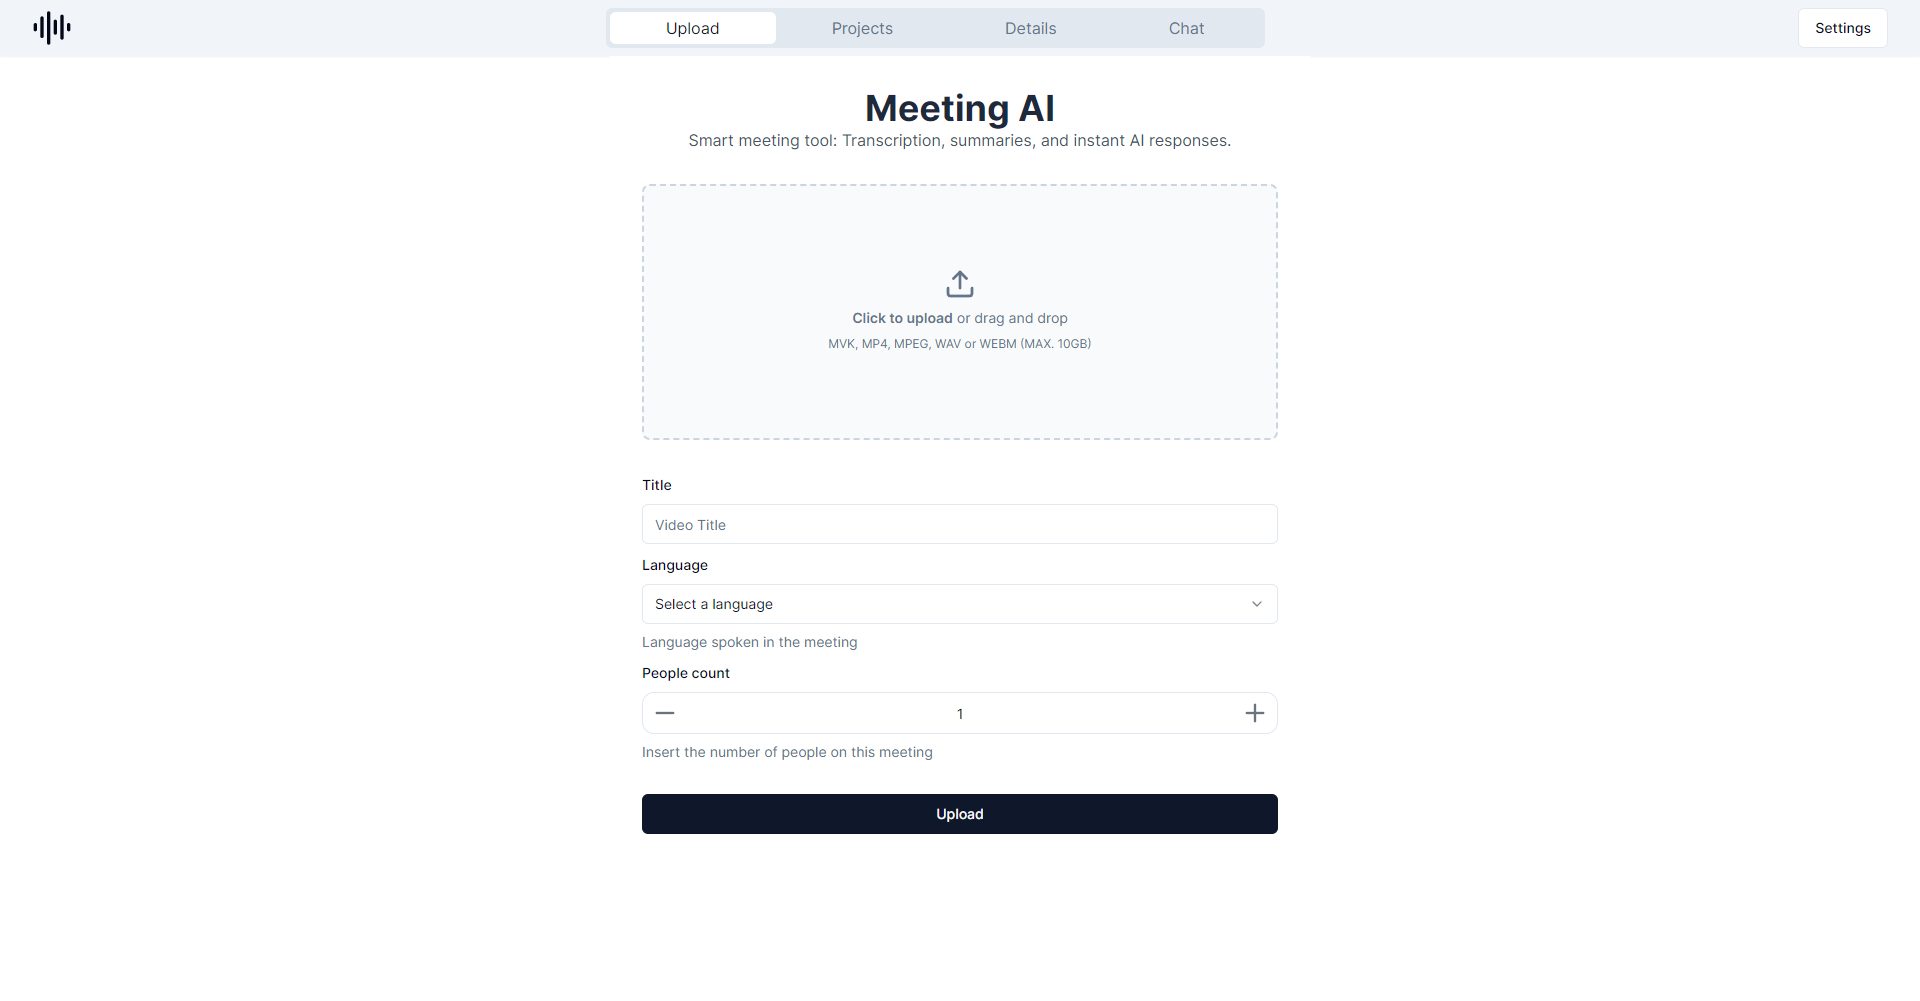 Upload
Projects
Details
Chat
Settings
Meeting AI
Smart meeting tool: Transcription, summaries, and instant AI responses.
Click to upload or drag and drop
MVK, MP4, MPEG, WAV or WEBM (MAX. 10GB)
Title
Video Title
Language
Select a language
Language spoken in the meeting
People count
1
Insert the number of people on this meeting
Upload